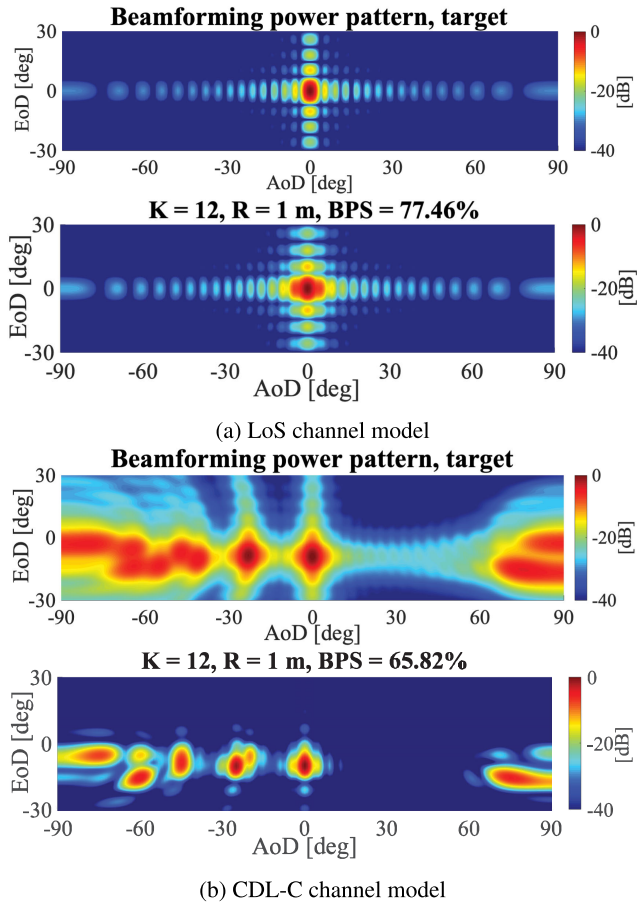 Beamforming power pattern, target
EoD [deg]
30
0
-30
-90
-60
-30
0
30
60
90
AoD [deg]
0
-20
-40
[dB]
K = 12, R = 1 m, BPS = 77.46%
EoD [deg]
30
0
-30
-90
-60
-30
0
30
60
90
AoD [deg]
0
-20
-40
[dB]
(a) LoS channel model
Beamforming power pattern, target
EoD [deg]
30
0
-30
-90
-60
-30
0
30
60
90
AoD [deg]
0
-20
-40
[dB]
K = 12, R = 1 m, BPS = 65.82%
EoD [deg]
30
0
-30
-90
-60
-30
0
30
60
90
AoD [deg]
0
-20
-40
[dB]
(b) CDL-C channel model